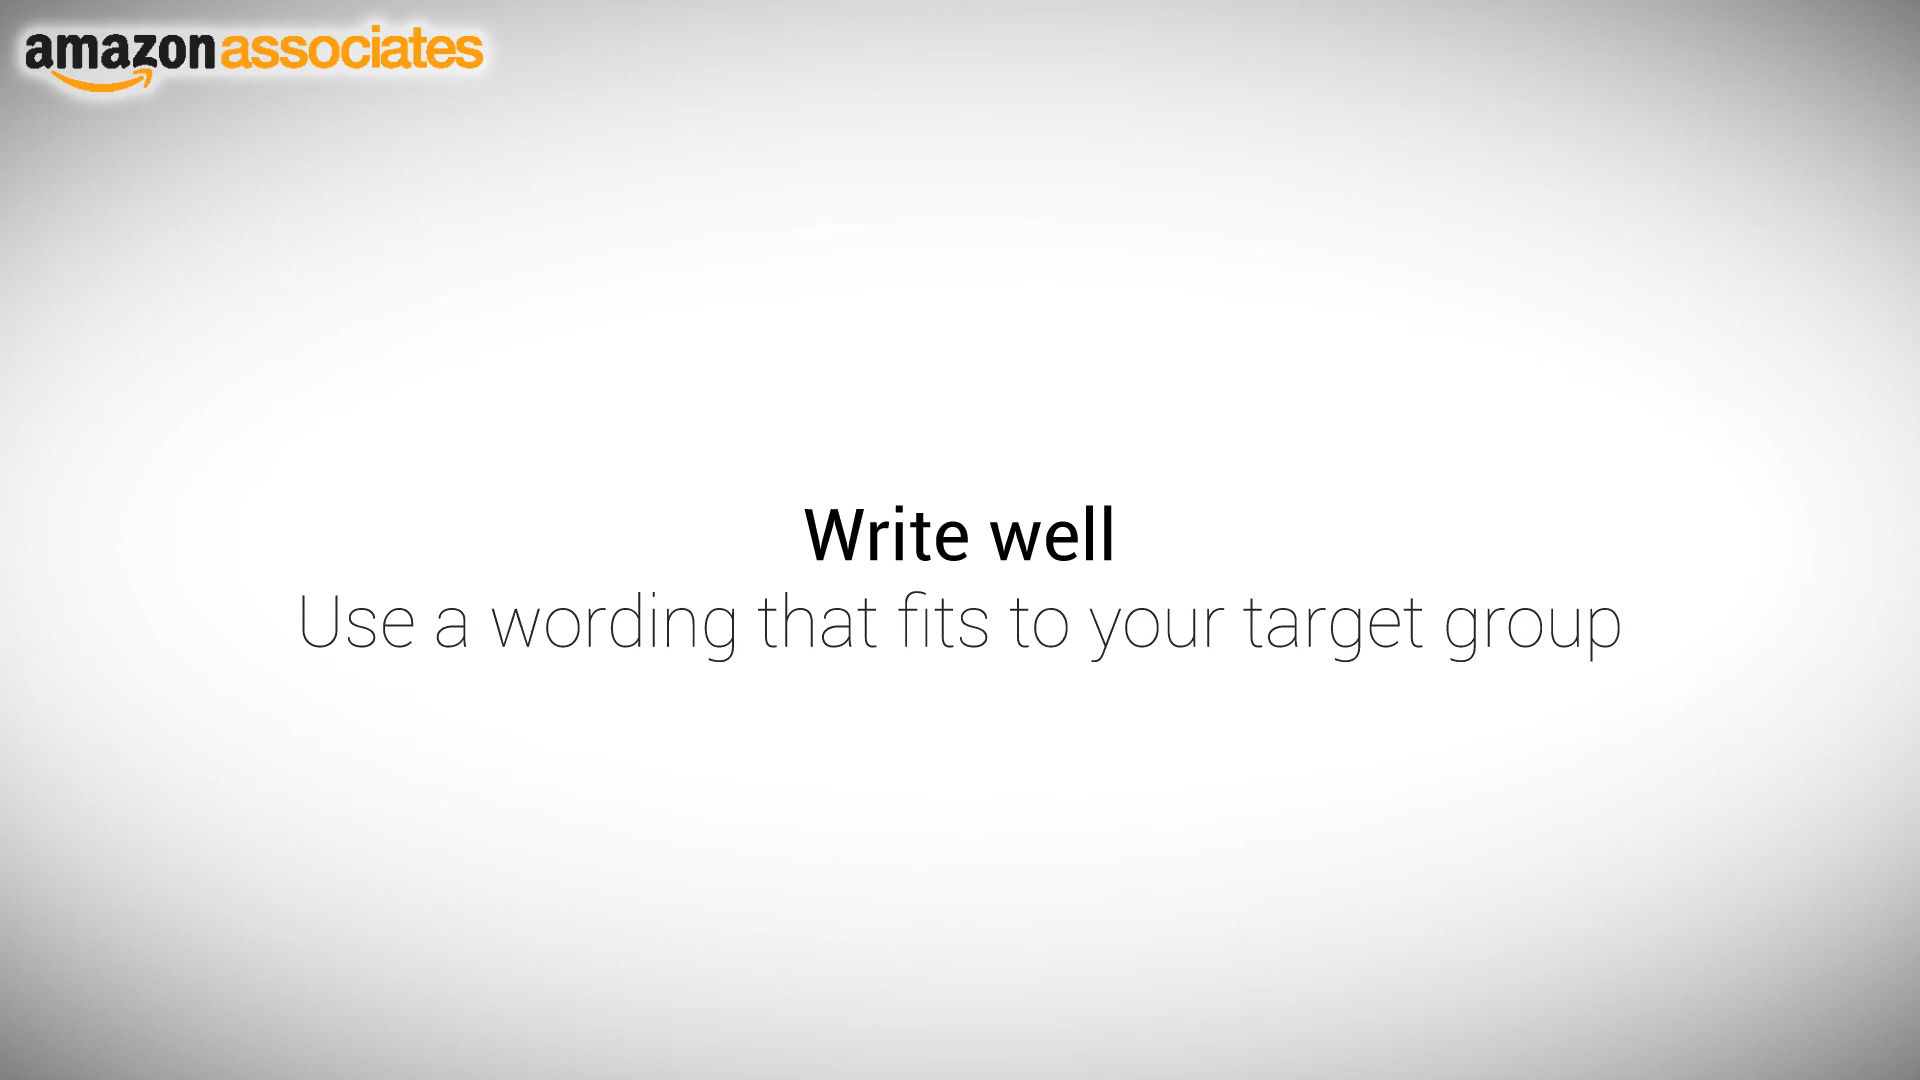 amazonassociates
Write well
Use a wording that fits to your target group